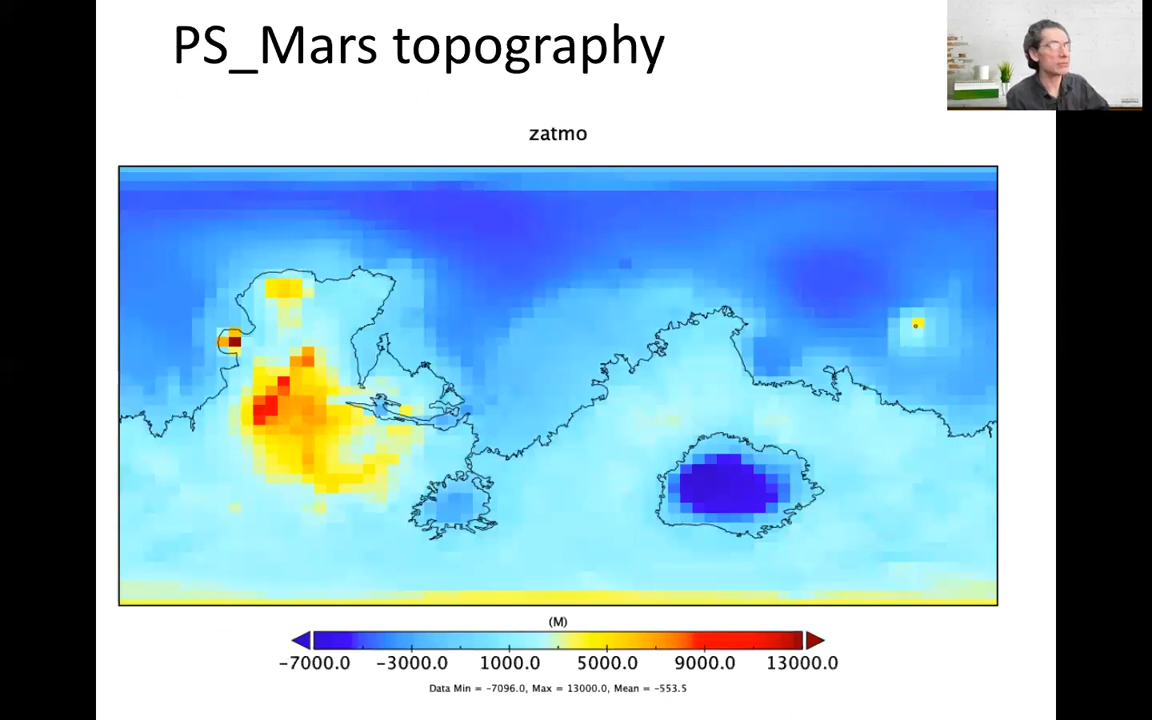 PS_Mars topography
zatmo
(M)
-7000.0 -3000.0 1000.0 5000.0 9000.0 13000.0
Data Min = -7096.0, Max = 13000.0, Mean = -553.5